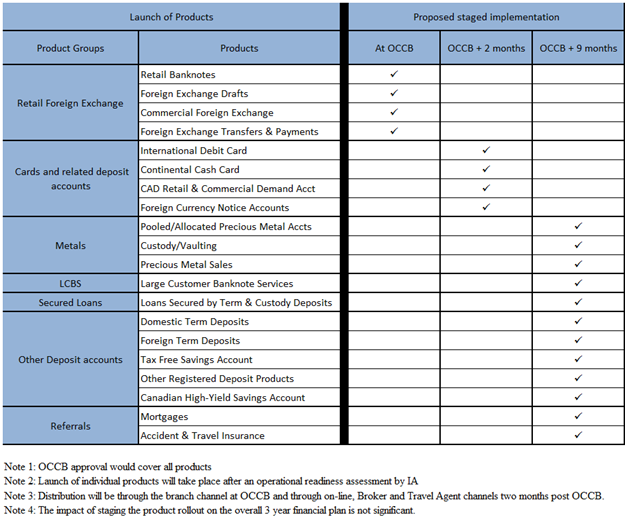 Launch of Products Proposed staged implementation
Product Groups Products At OCCB OCCB + 2 months OCCB + 9 months
Retail Foreign Exchange
Retail Banknotes ✓
Foreign Exchange Drafts ✓
Commercial Foreign Exchange ✓
Foreign Exchange Transfers & Payments ✓
Cards and related deposit
accounts
International Debit Card ✓
Continental Cash Card ✓
CAD Retail & Commercial Demand Acct ✓
Foreign Currency Notice Accounts ✓
Metals
Pooled/Allocated Precious Metal Accts ✓
Custody/Vaulting ✓
Precious Metal Sales ✓
LCBS Large Customer Banknote Services ✓
Secured Loans Loans Secured by Term & Custody Deposits ✓
Other Deposit accounts
Domestic Term Deposits ✓
Foreign Term Deposits ✓
Tax Free Savings Account ✓
Other Registered Deposit Products ✓
Canadian High-Yield Savings Account ✓
Referrals
Mortgages ✓
Accident & Travel Insurance ✓
Note 1: OCCB approval would cover all products
Note 2: Launch of individual products will take place after an operational readiness assessment by IA
Note 3: Distribution will be through the branch channel at OCCB and through on-line, Broker and Travel Agent channels two months post OCCB.
Note 4: The impact of staging the product rollout on the overall 3 year financial plan is not significant.